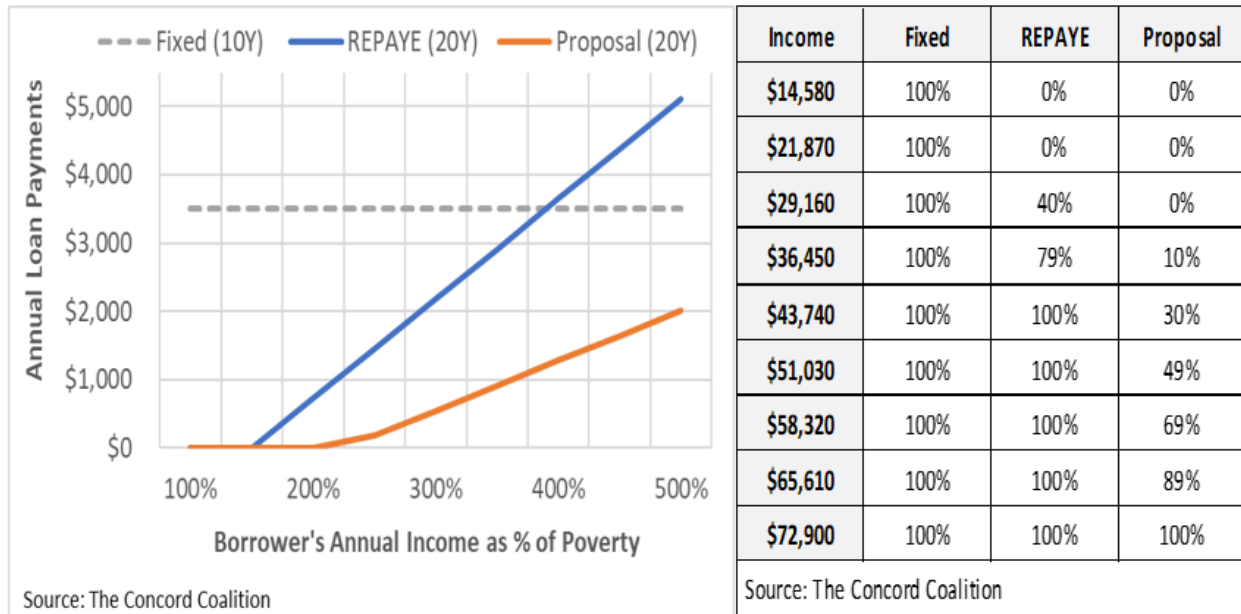 Fixed (10Y) REPAYE (20Y) Proposal (20Y)
Annual Loan Payments
$5,000
$4,000
$3,000
$2,000
$1,000
$0
100% 200% 300% 400% 500%
Borrower's Annual Income as % of Poverty
Source: The Concord Coalition
Income Fixed REPAYE Proposal
$14,580 100% 0% 0%
$21,870 100% 0% 0%
$29,160 100% 40% 0%
$36,450 100% 79% 10%
$43,740 100% 100% 30%
$51,030 100% 100% 49%
$58,320 100% 100% 69%
$65,610 100% 100% 89%
$72,900 100% 100% 100%
Source: The Concord Coalition